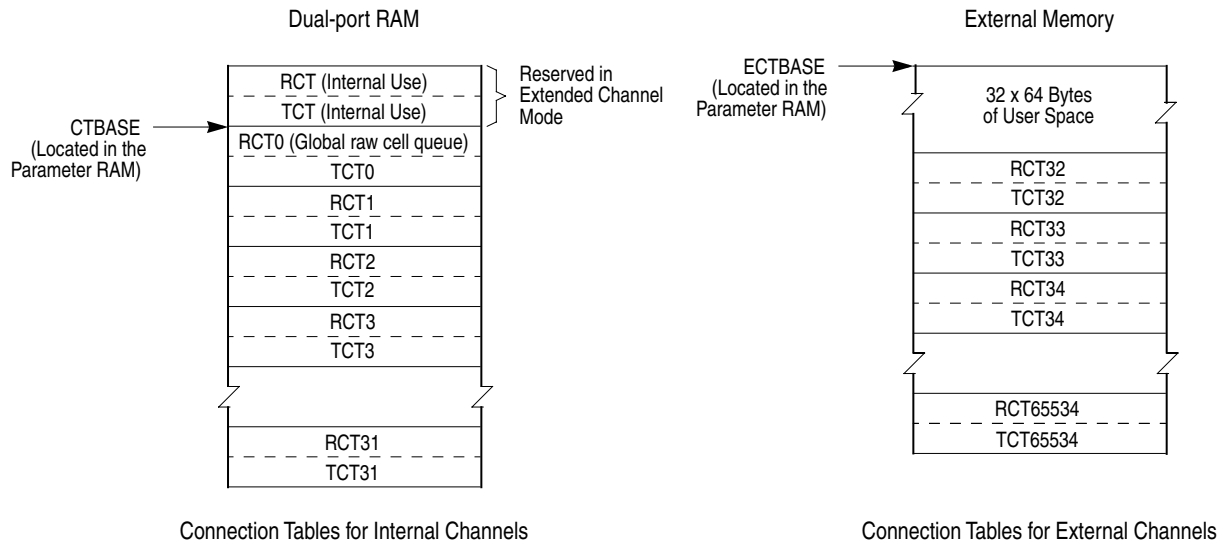 Dual-port RAM
RCT (Internal Use)
TCT (Internal Use)
Reserved in
Extended Channel
Mode
CTBASE
(Located in the
Parameter RAM)
RCT0 (Global raw cell queue)
TCT0
RCT1
TCT1
RCT2
TCT2
RCT3
TCT3
RCT31
TCT31
Connection Tables for Internal Channels
External Memory
ECTBASE
(Located in the
Parameter RAM)
32 x 64 Bytes
of User Space
RCT32
TCT32
RCT33
TCT33
RCT34
TCT34
RCT65534
TCT65534
Connection Tables for External Channels